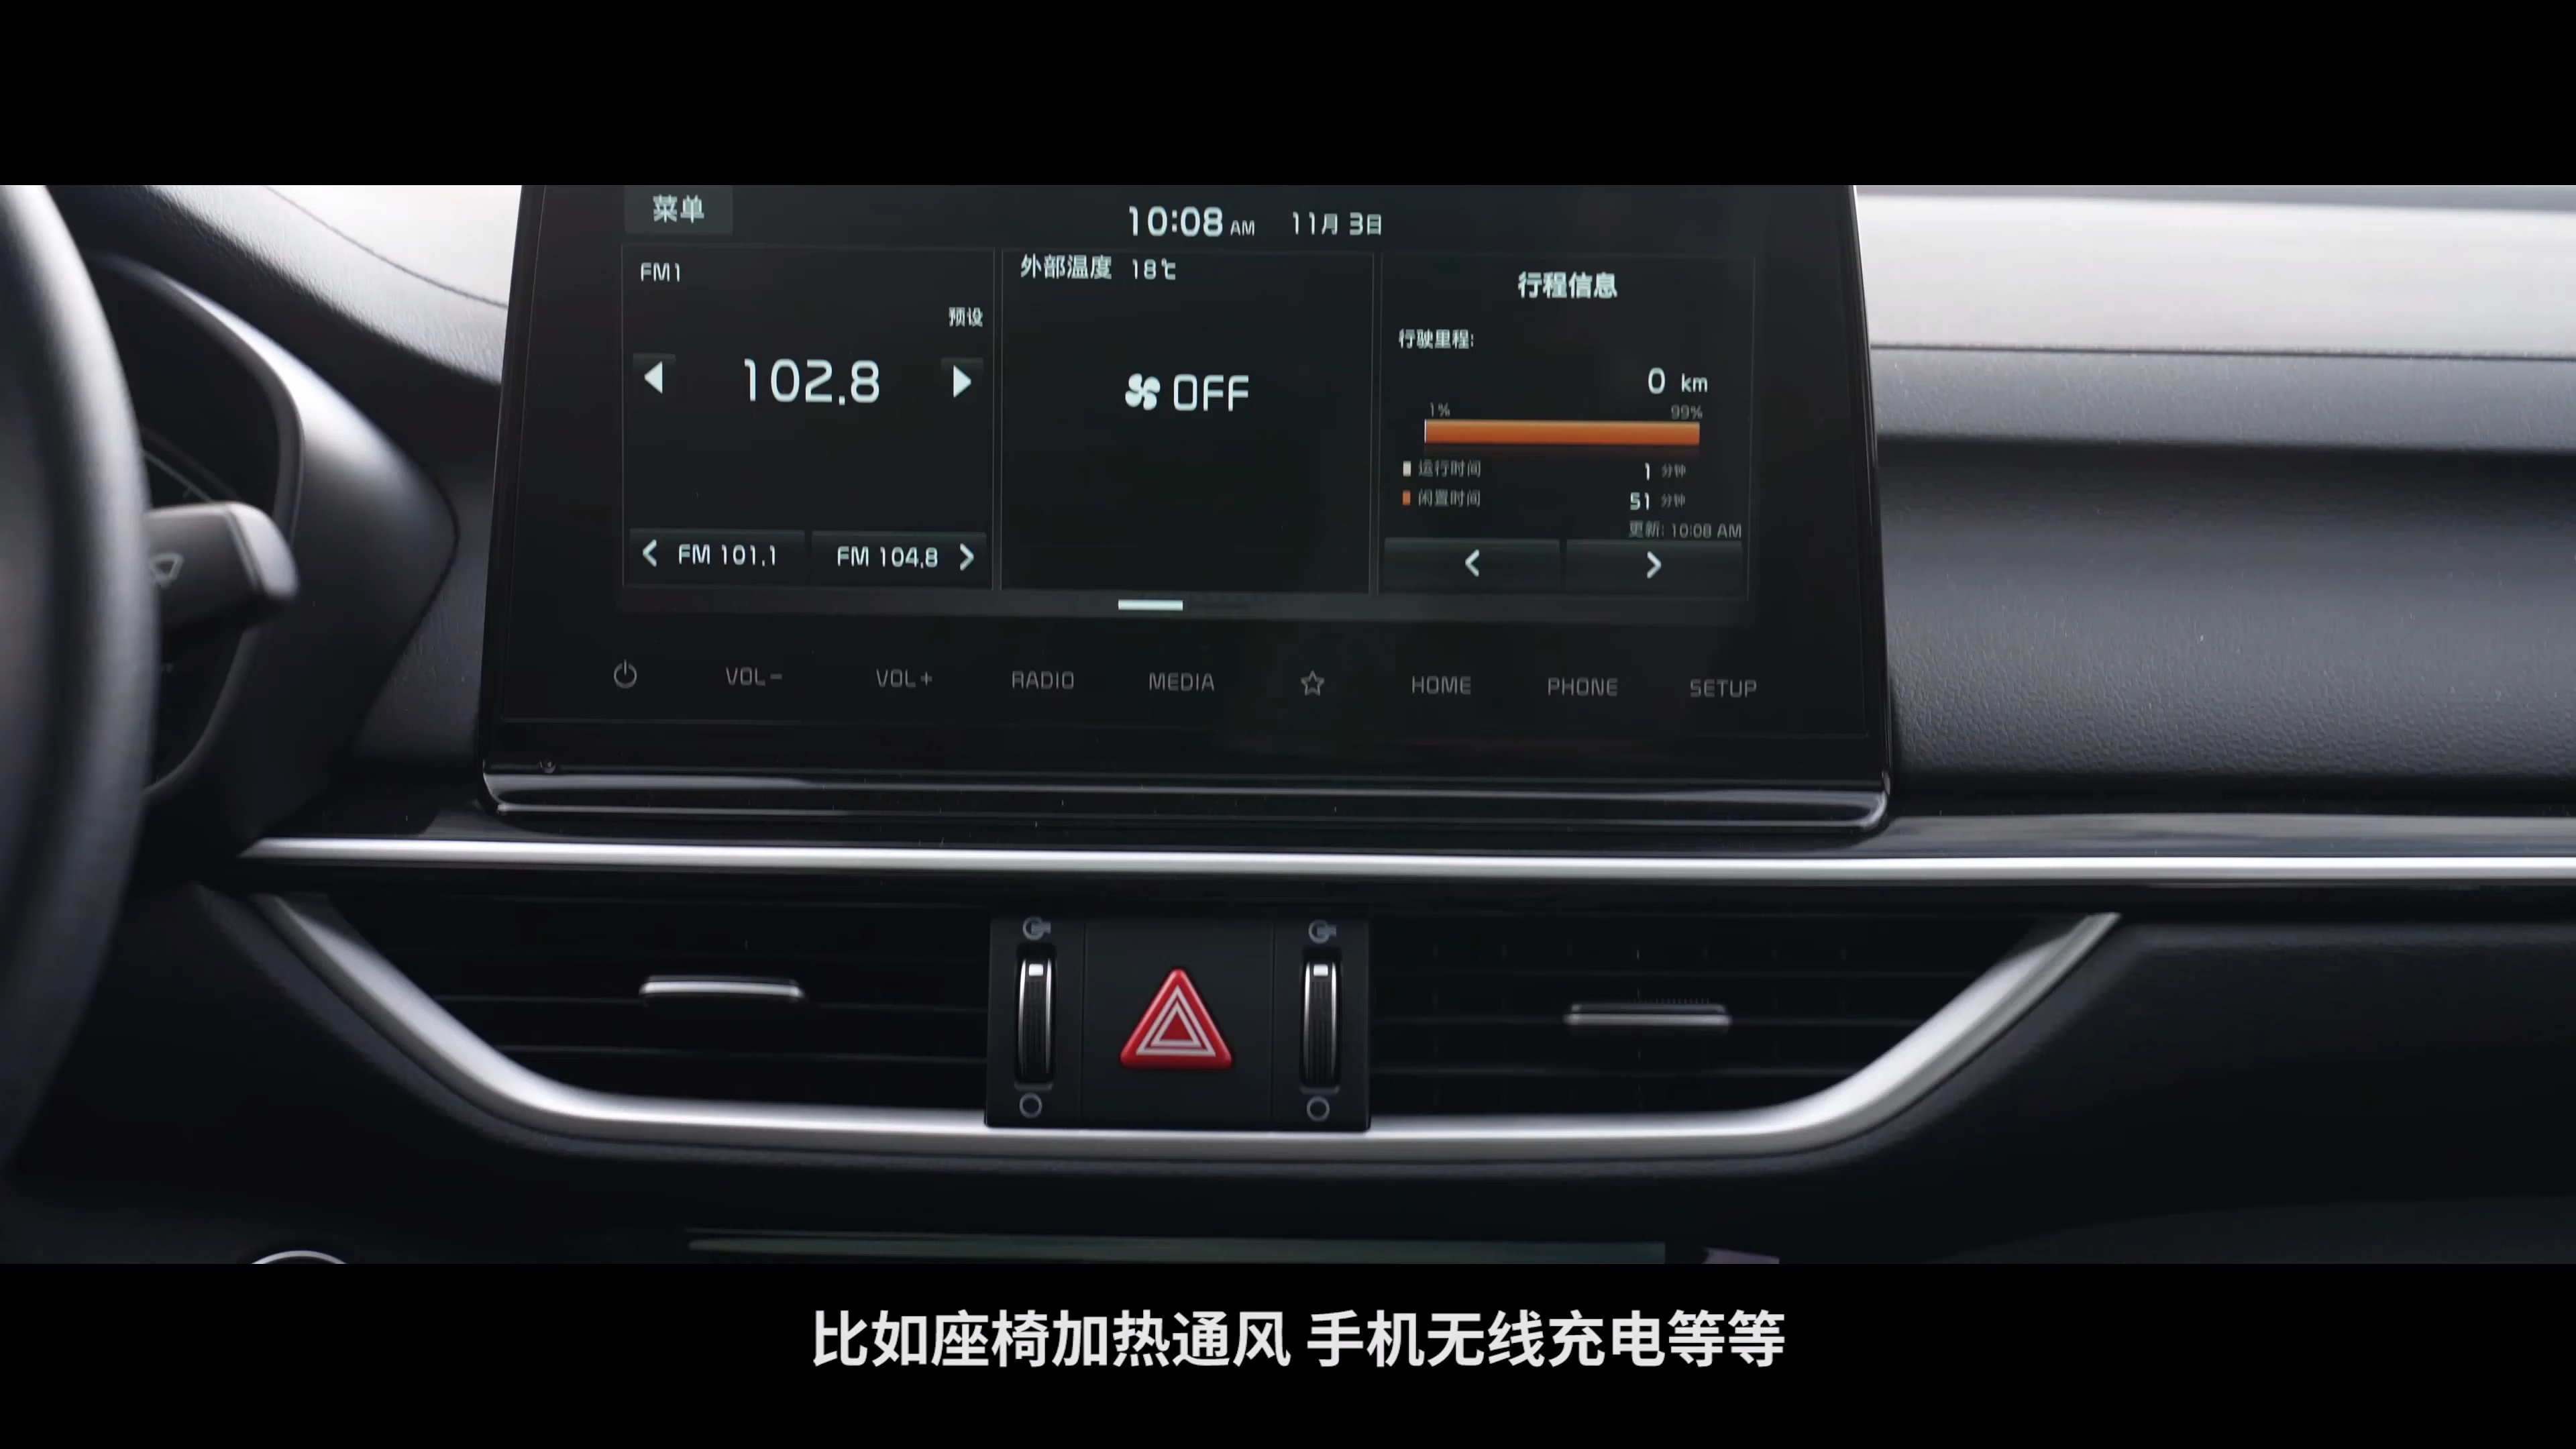 菜单
10:08 AM 11月 3日
FM1
预设
102.8
FM 101.1
FM 104.8
外部温度 18℃
OFF
行程信息
行驶里程:
0 km
1% 99%
运行时间 1 分钟
闲置时间 51 分钟
更新: 10:08 AM
VOL- VOL+ RADIO MEDIA HOME PHONE SETUP
比如座椅加热通风 手机无线充电等等